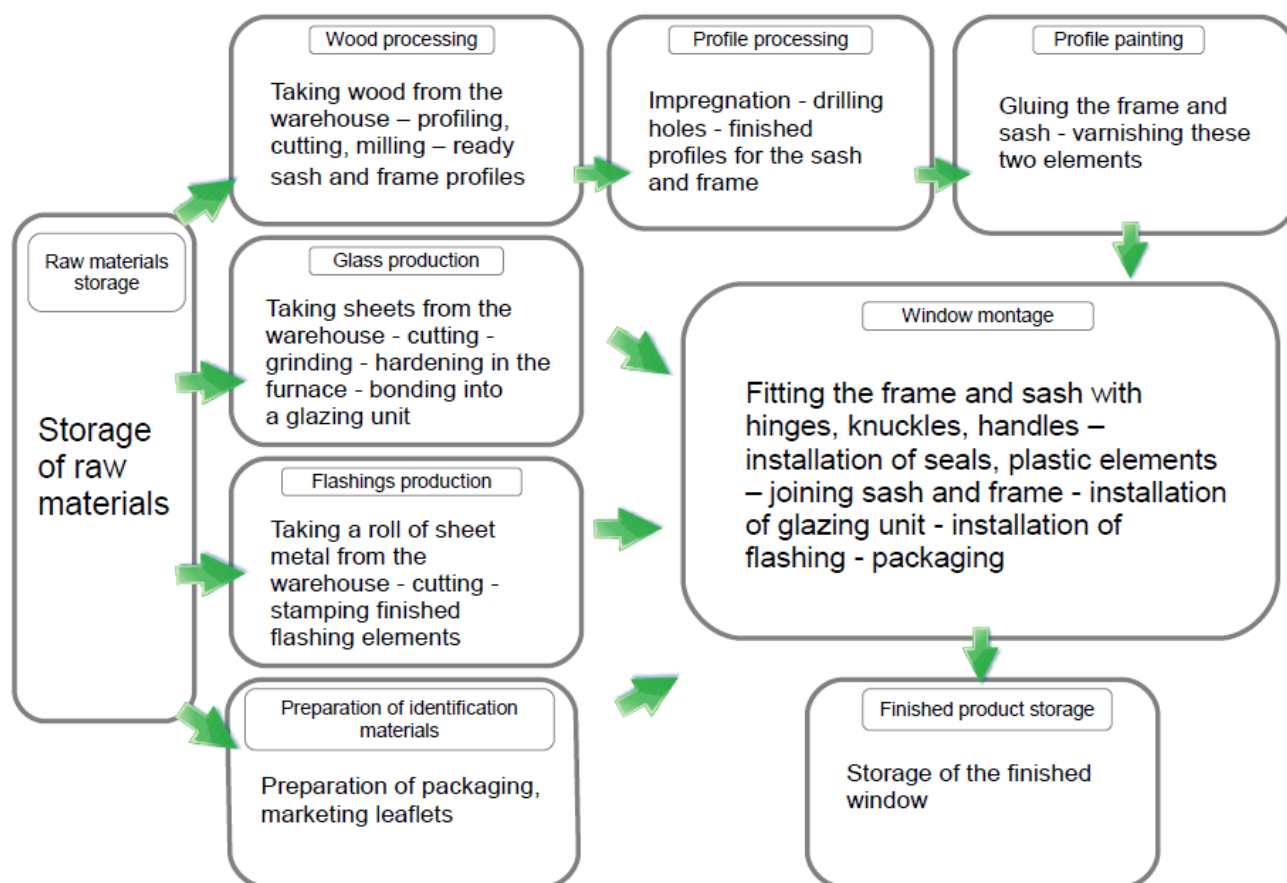 Wood processing
Taking wood from the
warehouse – profiling,
cutting, milling – ready
sash and frame profiles
Profile processing
Impregnation - drilling
holes - finished
profiles for the sash
and frame
Profile painting
Gluing the frame and
sash - varnishing these
two elements
Raw materials
storage
Storage
of raw
materials
Glass production
Taking sheets from the
warehouse - cutting -
grinding - hardening in the
furnace - bonding into
a glazing unit
Window montage
Fitting the frame and sash with
hinges, knuckles, handles –
installation of seals, plastic elements
– joining sash and frame - installation
of glazing unit - installation of
flashing - packaging
Flashings production
Taking a roll of sheet
metal from the
warehouse - cutting -
stamping finished
flashing elements
Preparation of identification
materials
Preparation of packaging,
marketing leaflets
Finished product storage
Storage of the finished
window